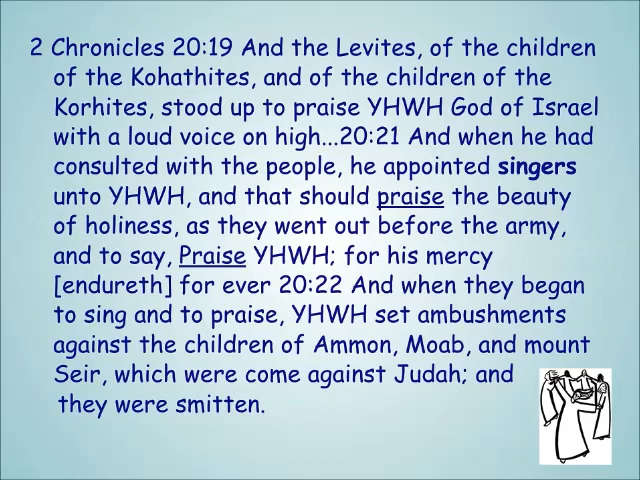 2 Chronicles 20:19 And the Levites, of the children
of the Kohathites, and of the children of the
Korhites, stood up to praise YHWH God of Israel
with a loud voice on high...20:21 And when he had
consulted with the people, he appointed singers
unto YHWH, and that should praise the beauty
of holiness, as they went out before the army,
and to say, Praise YHWH; for his mercy
[endureth] for ever 20:22 And when they began
to sing and to praise, YHWH set ambushments
against the children of Ammon, Moab, and mount
Seir, which were come against Judah; and
they were smitten.